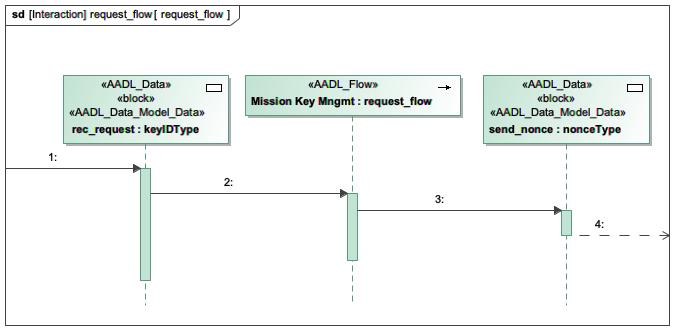 sd [Interaction] request_flow[ request_flow ]
«AADL_Data»
«block»
«AADL_Data_Model_Data»
rec_request : keyIDType
«AADL_Flow»
Mission Key Mngmt : request_flow
«AADL_Data»
«block»
«AADL_Data_Model_Data»
send_nonce : nonceType
1:
2:
3:
4: